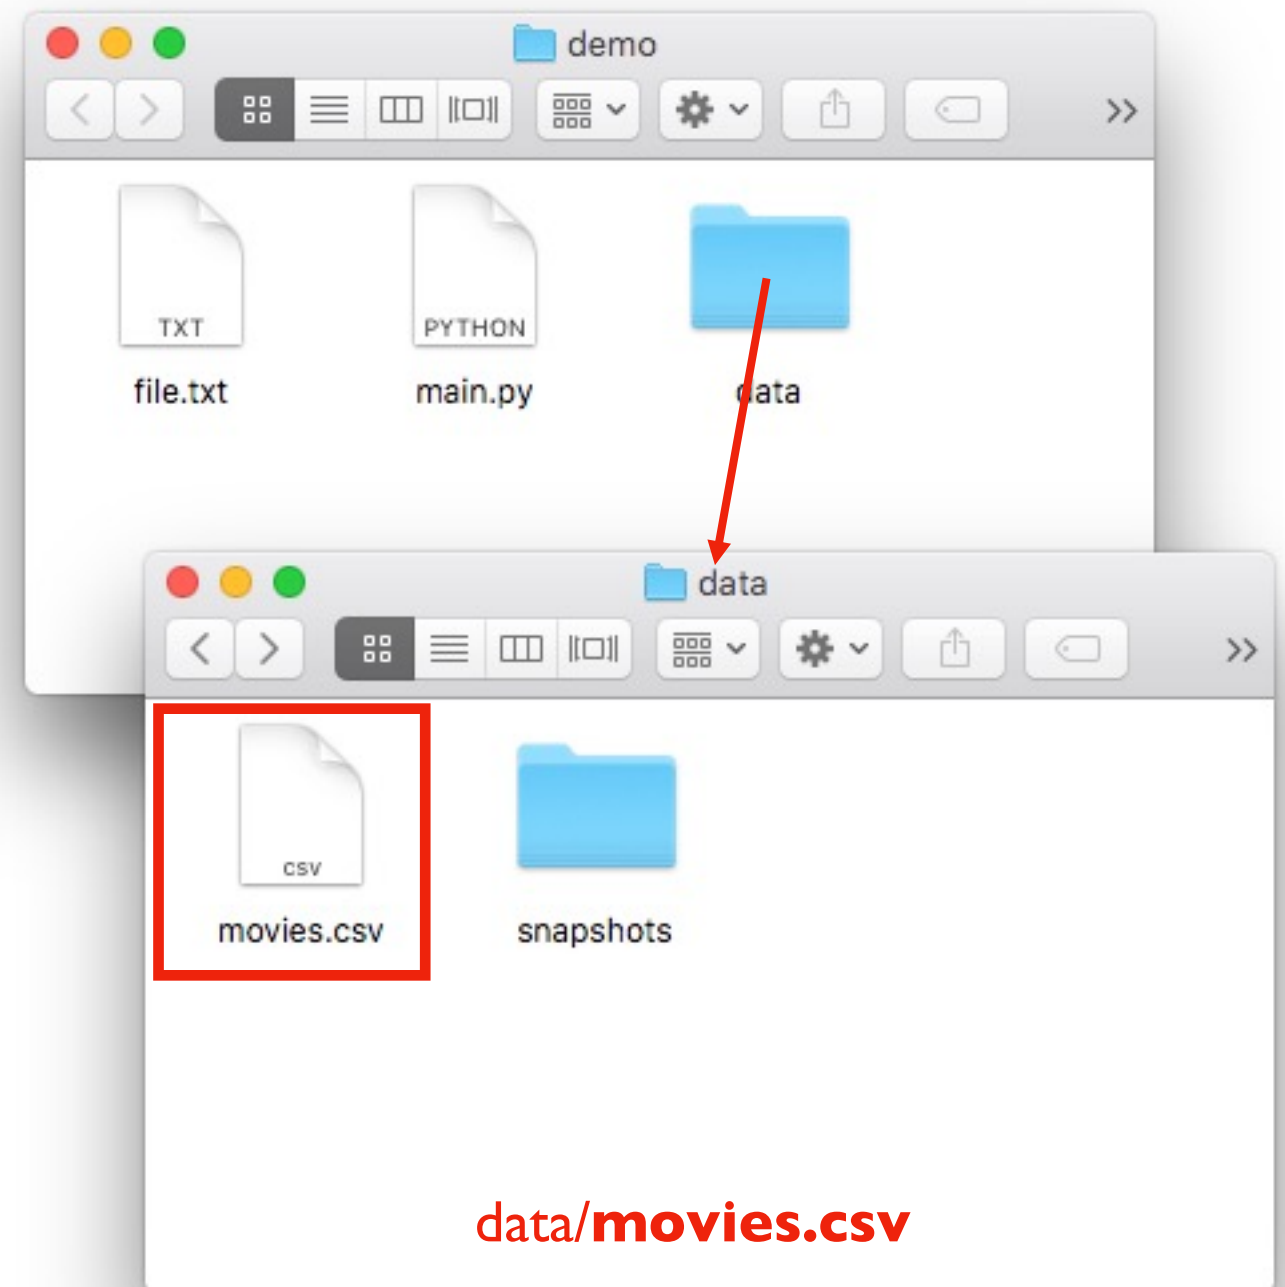 demo
TXT
PYTHON
file.txt
main.py
data
data
CSV
movies.csv
snapshots
data/movies.csv